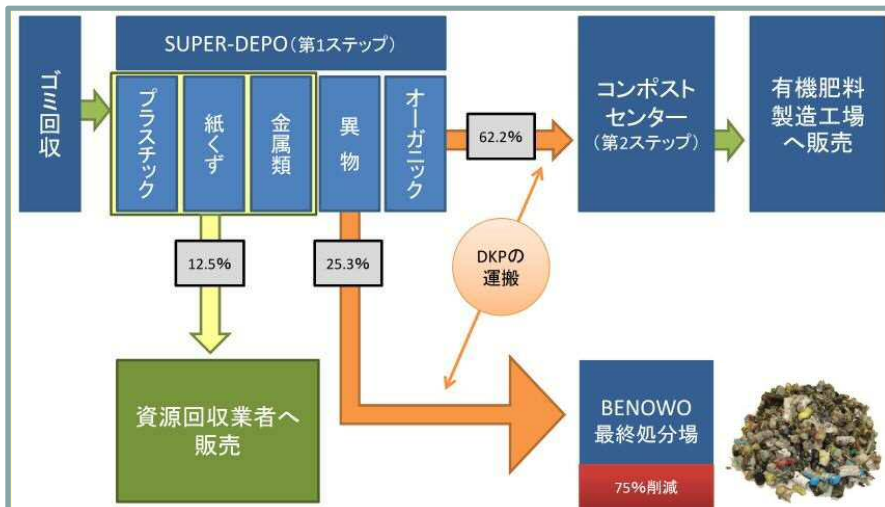 SUPER-DEPO(第1ステップ)
ゴミ回収
プラスチック
紙くず
金属類
異物
オーガニック
62.2%
コンポスト
センター
(第2ステップ)
有機肥料
製造工場
へ販売
12.5%
25.3%
DKPの
運搬
資源回収業者へ
販売
BENOWO
最終処分場
75%削減